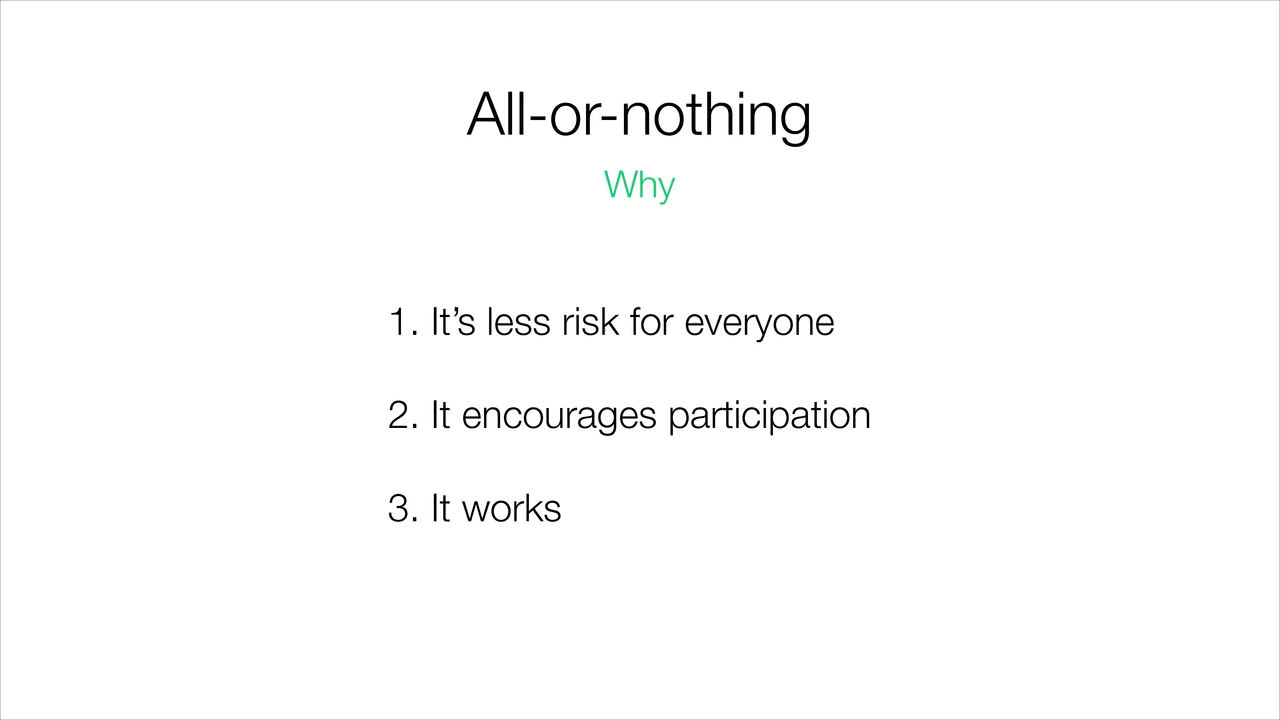 All-or-nothing
Why
1. It’s less risk for everyone
2. It encourages participation
3. It works